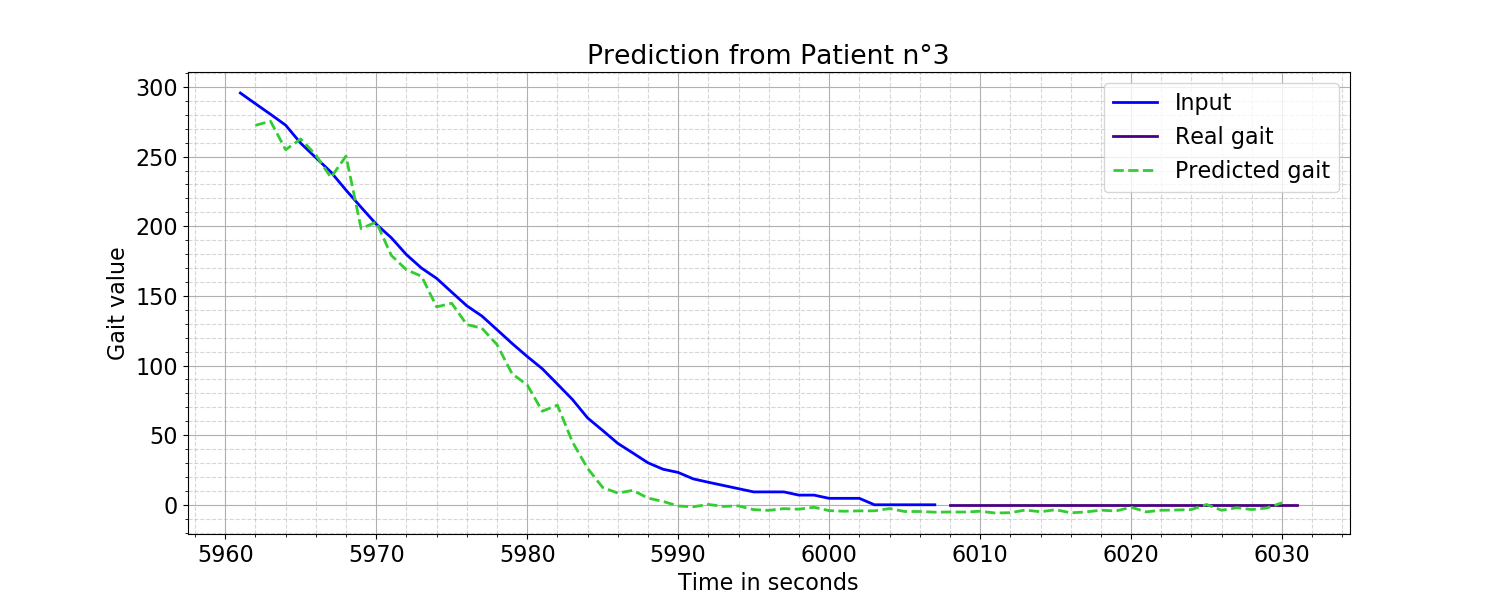 Prediction from Patient n°3
300
250
200
150
100
50
0
Gait value
Input
Real gait
Predicted gait
5960 5970 5980 5990 6000 6010 6020 6030
Time in seconds